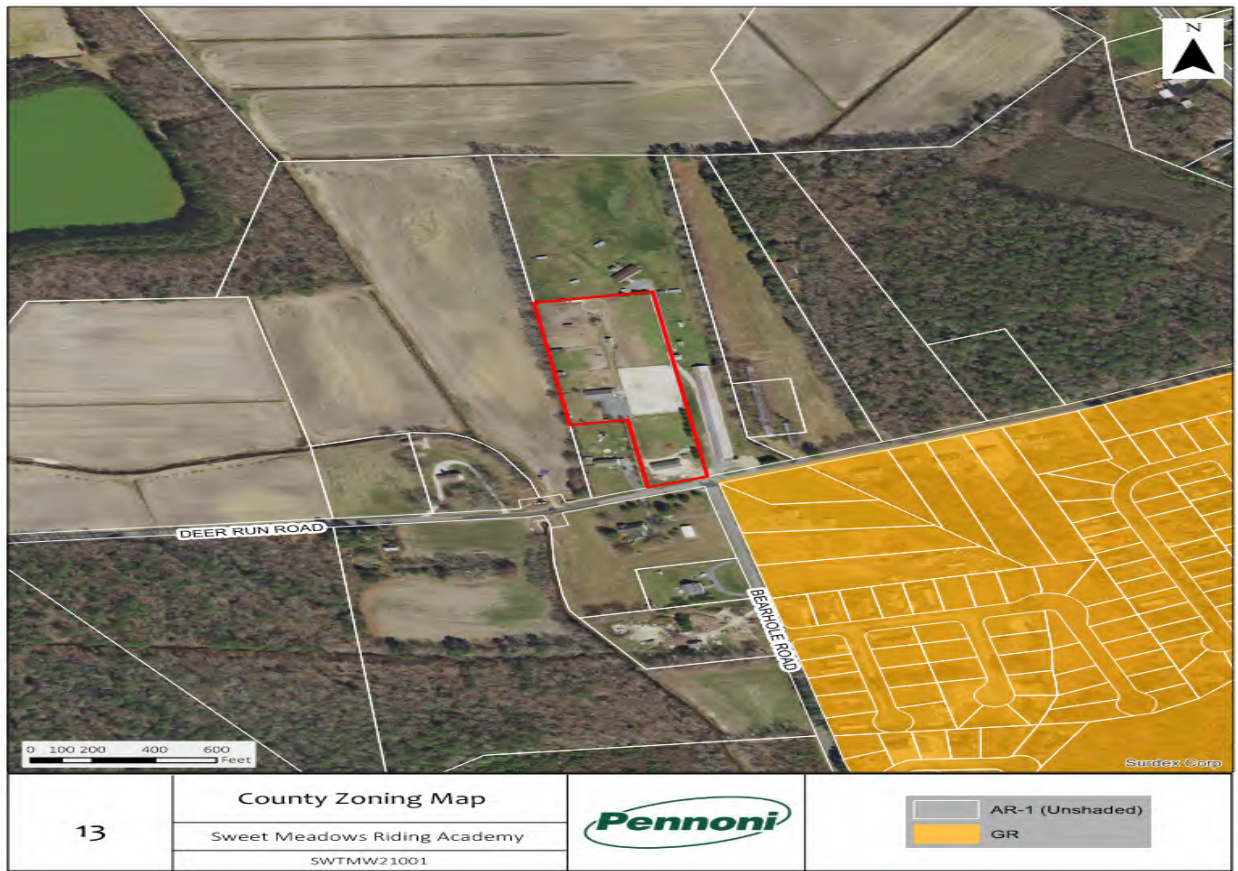 N
DEER RUN ROAD
BEARHOLE ROAD
0 100 200 400 600
Feet
Surdex Corp
13
County Zoning Map
Sweet Meadows Riding Academy
SWTMW21001
Pennoni
AR-1 (Unshaded)
GR